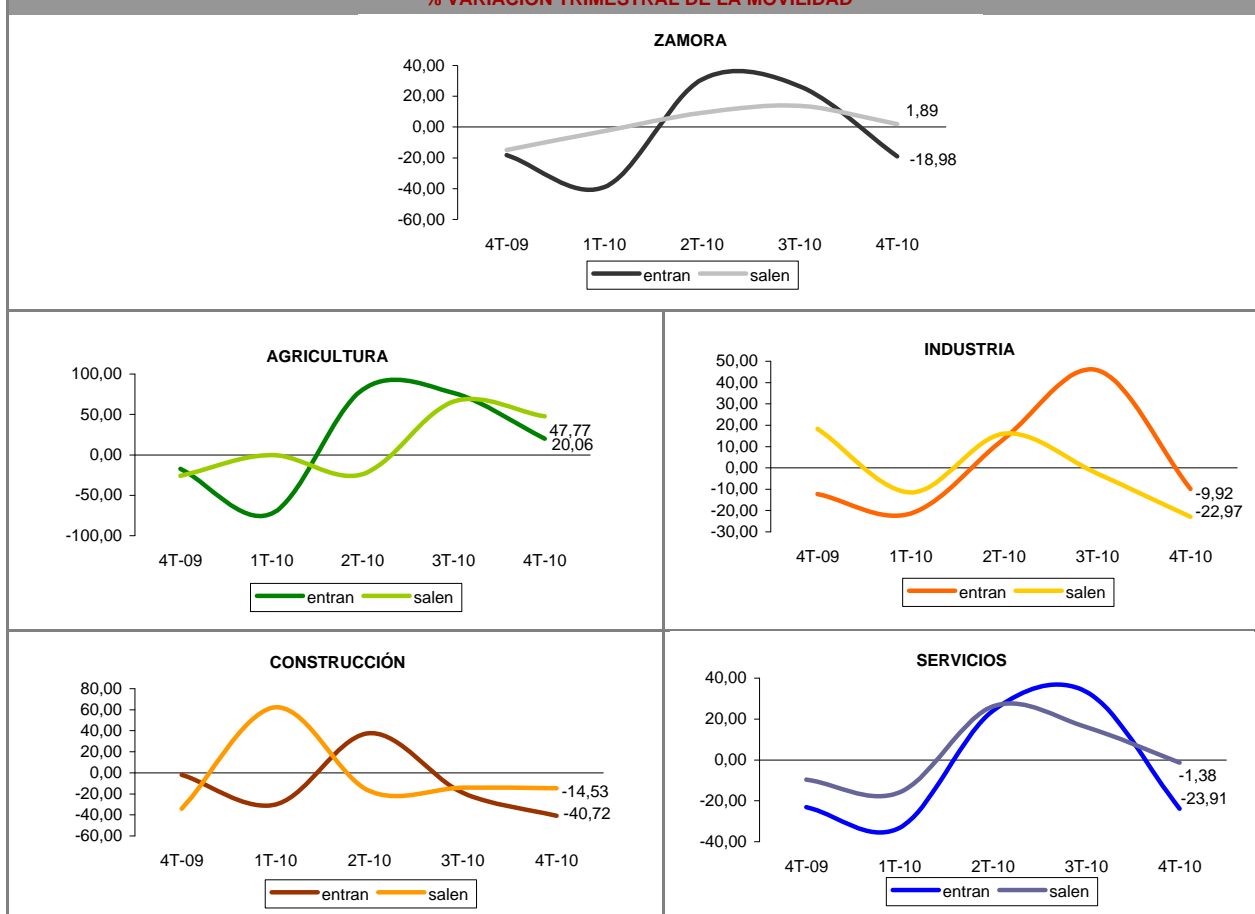 % VARIACIÓN TRIMESTRAL DE LA MOVILIDAD
ZAMORA
40,00
20,00
0,00
-20,00
-40,00
-60,00
1,89
-18,98
4T-09 1T-10 2T-10 3T-10 4T-10
entran salen
AGRICULTURA
100,00
50,00
0,00
-50,00
-100,00
47,77
20,06
4T-09 1T-10 2T-10 3T-10 4T-10
entran salen
INDUSTRIA
50,00
40,00
30,00
20,00
10,00
0,00
-10,00
-20,00
-30,00
-9,92
-22,97
4T-09 1T-10 2T-10 3T-10 4T-10
entran salen
CONSTRUCCIÓN
80,00
60,00
40,00
20,00
0,00
-20,00
-40,00
-60,00
-14,53
-40,72
4T-09 1T-10 2T-10 3T-10 4T-10
entran salen
SERVICIOS
40,00
20,00
0,00
-20,00
-40,00
-1,38
-23,91
4T-09 1T-10 2T-10 3T-10 4T-10
entran salen